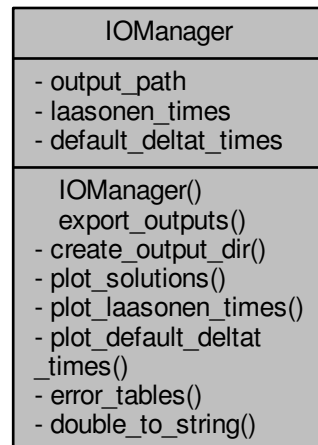 IOManager
- output_path
- laasonen_times
- default_deltat_times
IOManager()
export_outputs()
- create_output_dir()
- plot_solutions()
- plot_laasonen_times()
- plot_default_deltat
_times()
- error_tables()
- double_to_string()